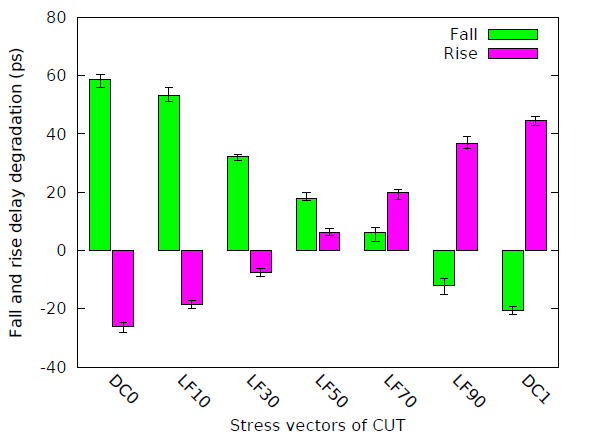 80
60
40
20
0
-20
-40
Fall and rise delay degradation (ps)
Fall
Rise
DC0
LF10
LF30
LF50
LF70
LF90
DC1
Stress vectors of CUT